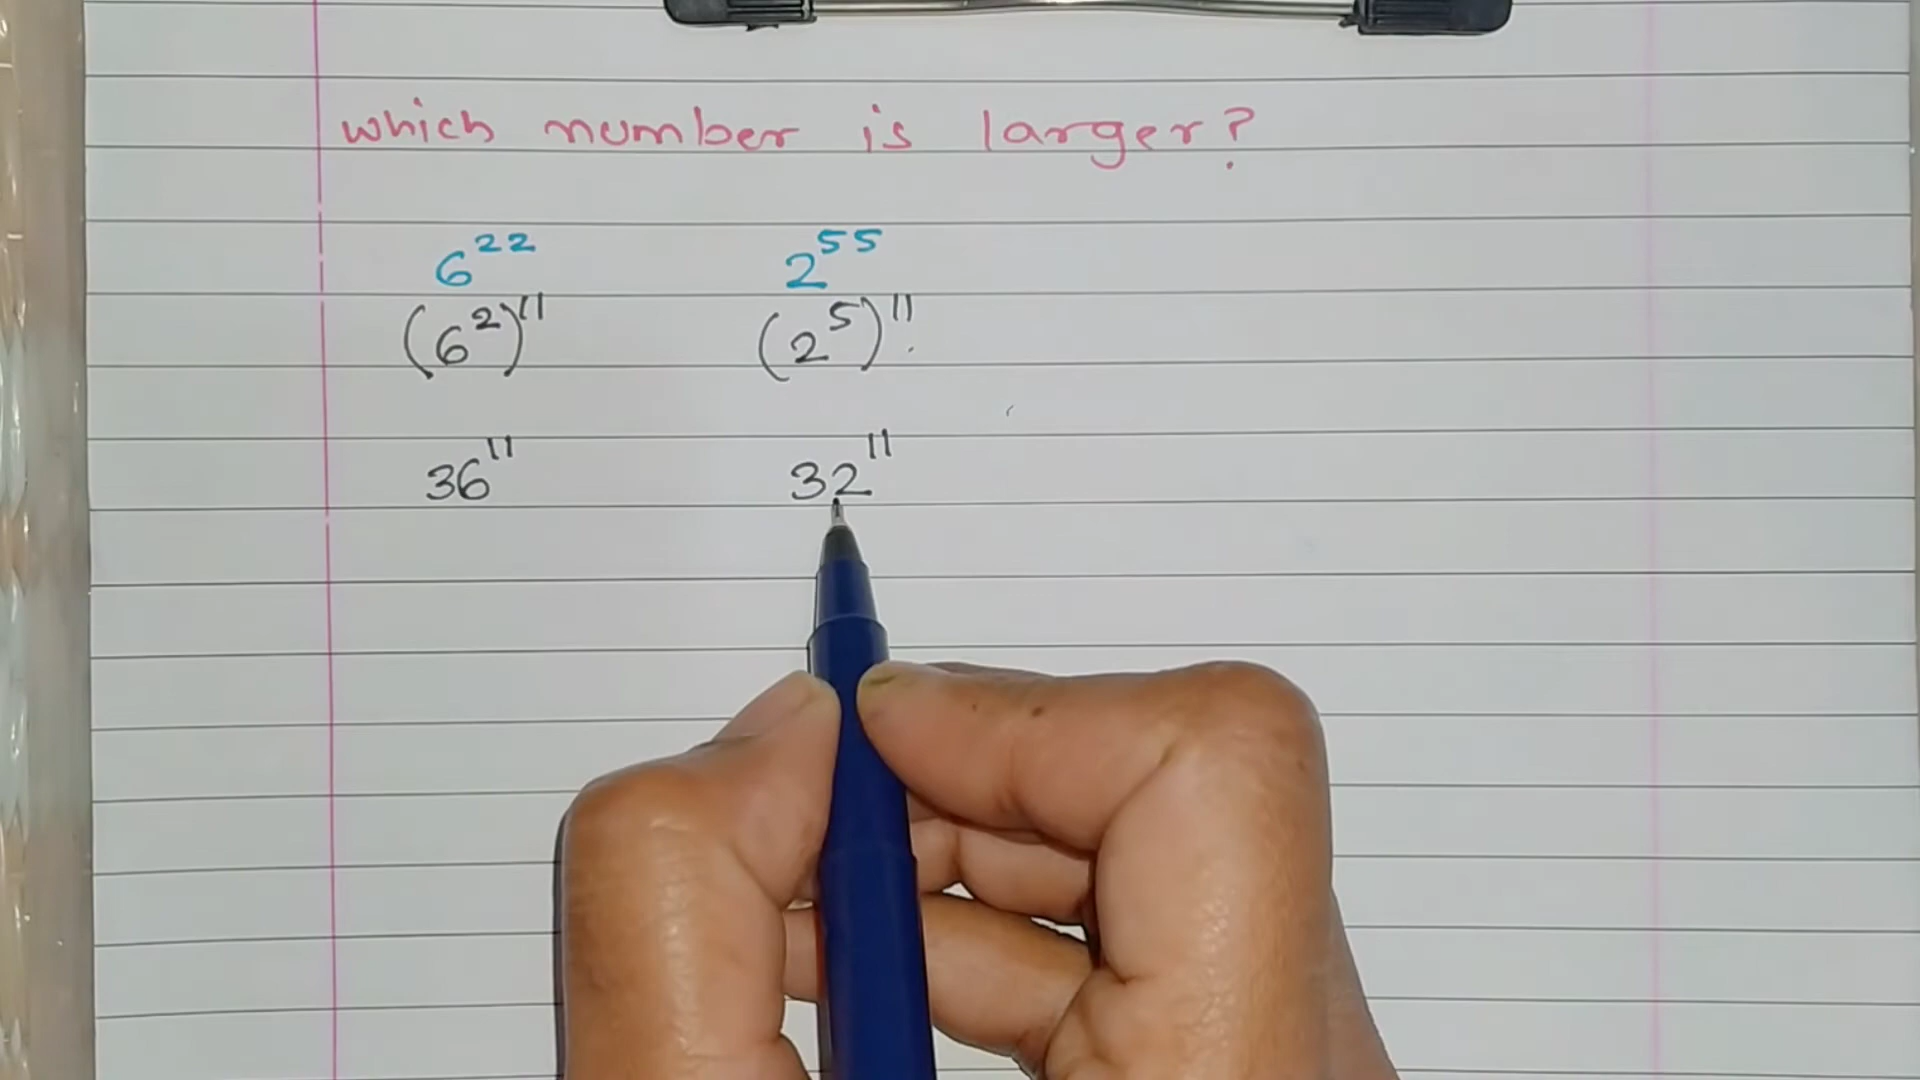 which number is larger?
6²² 2⁵⁵
(6²)¹¹ (2⁵)¹¹.
36¹¹ 32¹¹